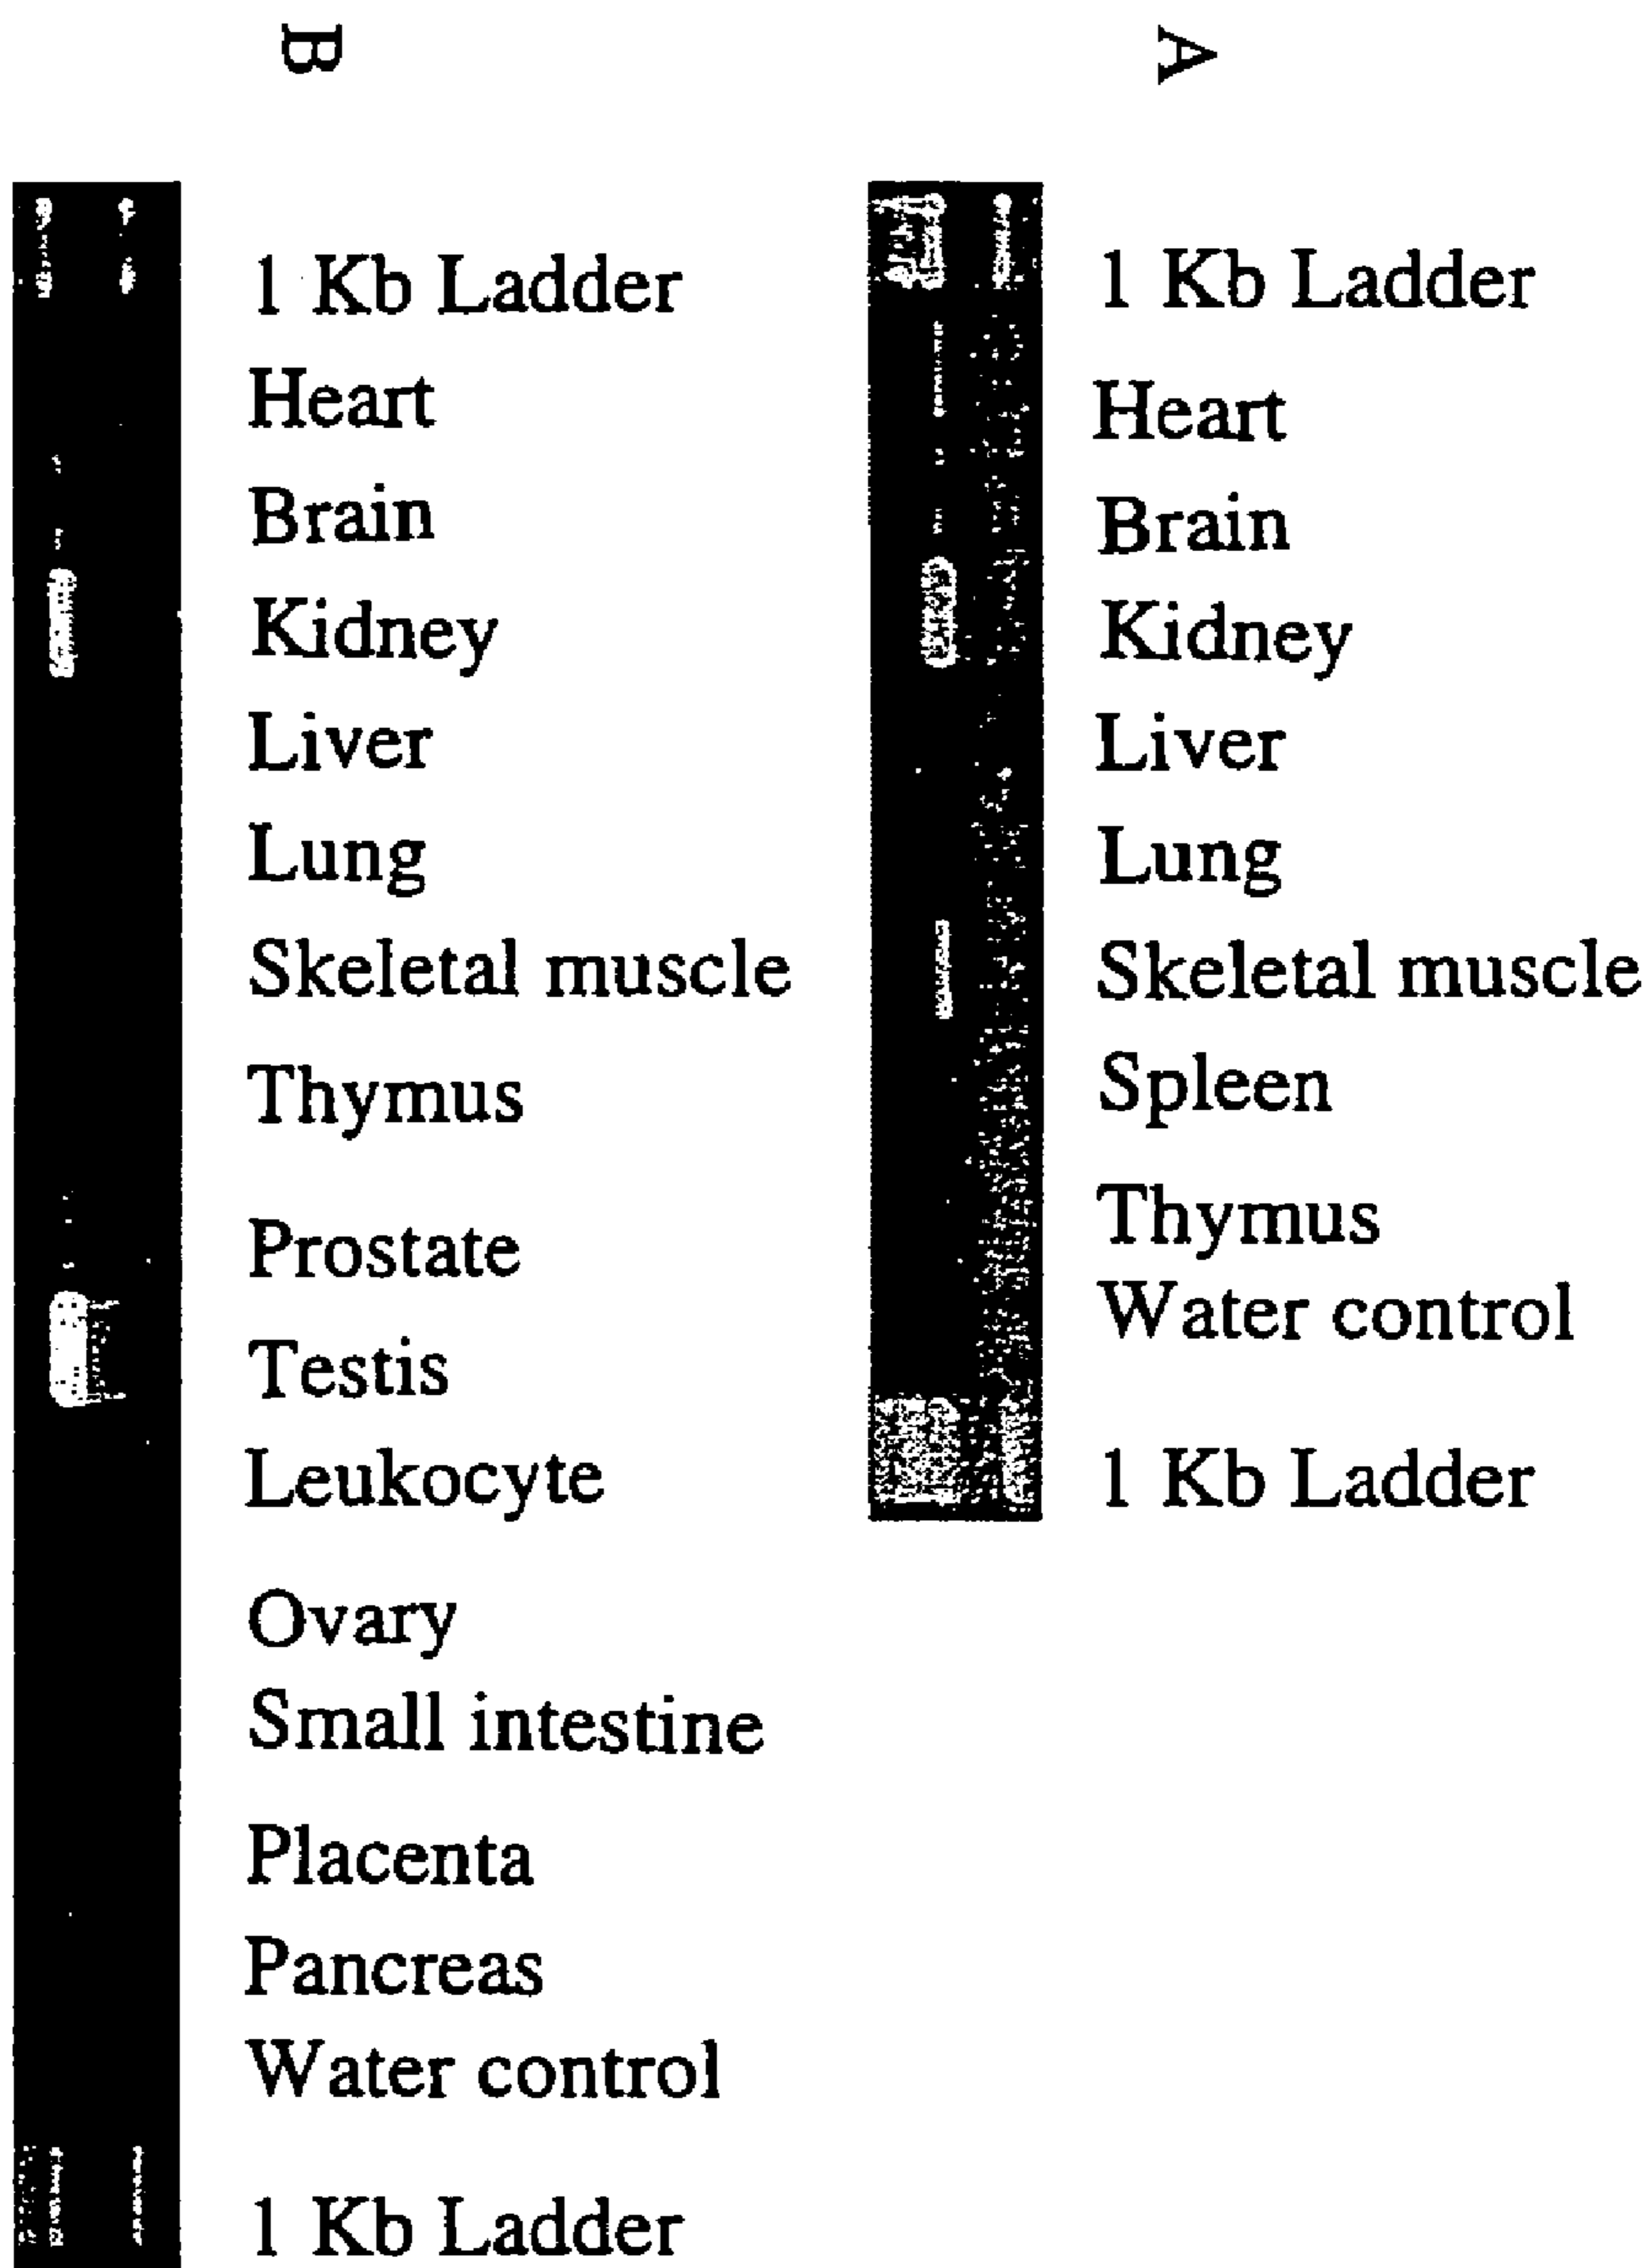 B
1 Kb Ladder
Heart
Brain
Kidney
Liver
Lung
Skeletal muscle
Thymus
Prostate
Testis
Leukocyte
Ovary
Small intestine
Placenta
Pancreas
Water control
1 Kb Ladder
A
1 Kb Ladder
Heart
Brain
Kidney
Liver
Lung
Skeletal muscle
Spleen
Thymus
Water control
1 Kb Ladder